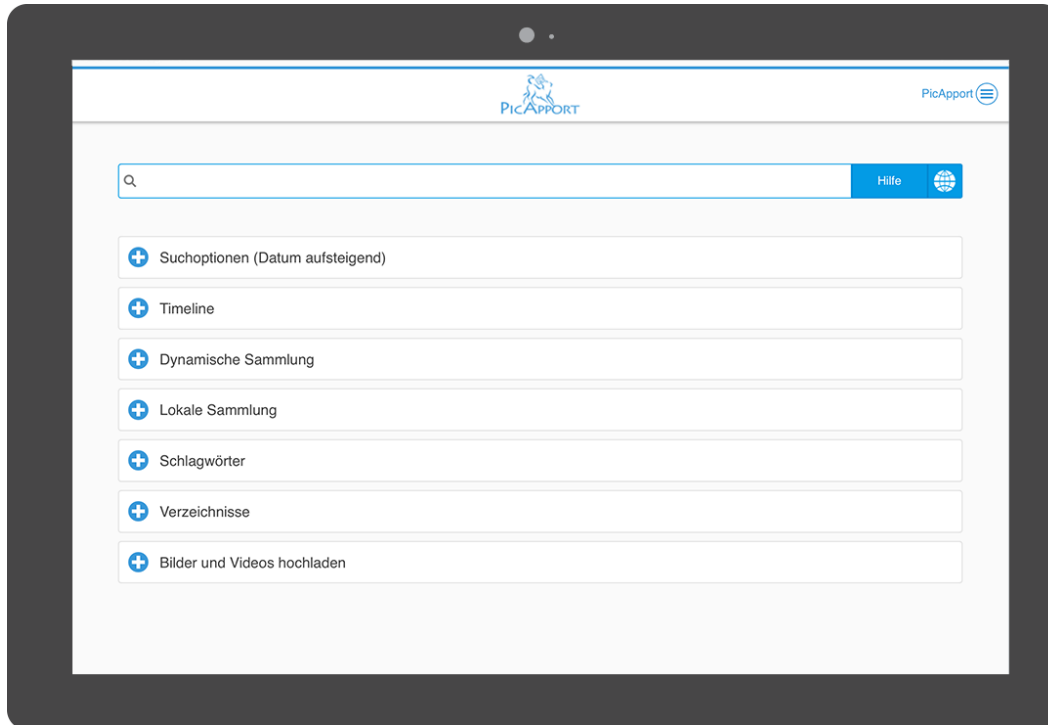 PICAPPORT
PicApport
Hilfe
Suchoptionen (Datum aufsteigend)
Timeline
Dynamische Sammlung
Lokale Sammlung
Schlagwörter
Verzeichnisse
Bilder und Videos hochladen